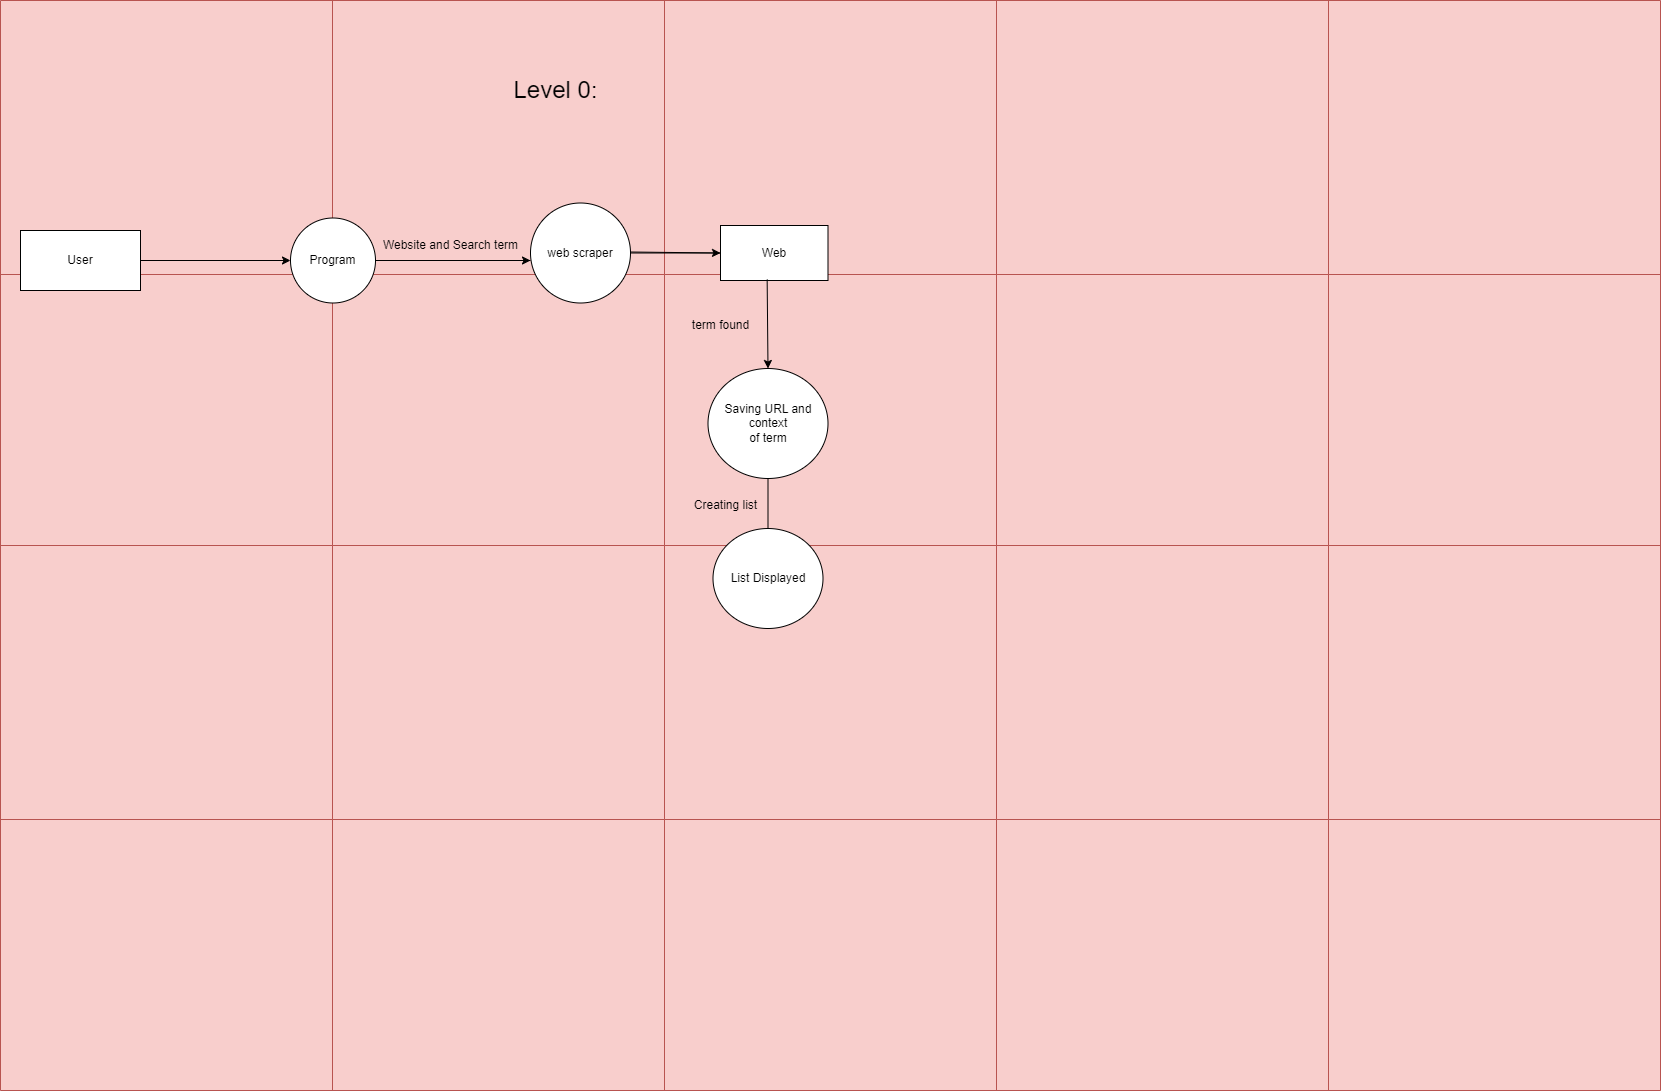 Level 0:
User
Program
Website and Search term
web scraper
Web
term found
Saving URL and
context
of term
Creating list
List Displayed